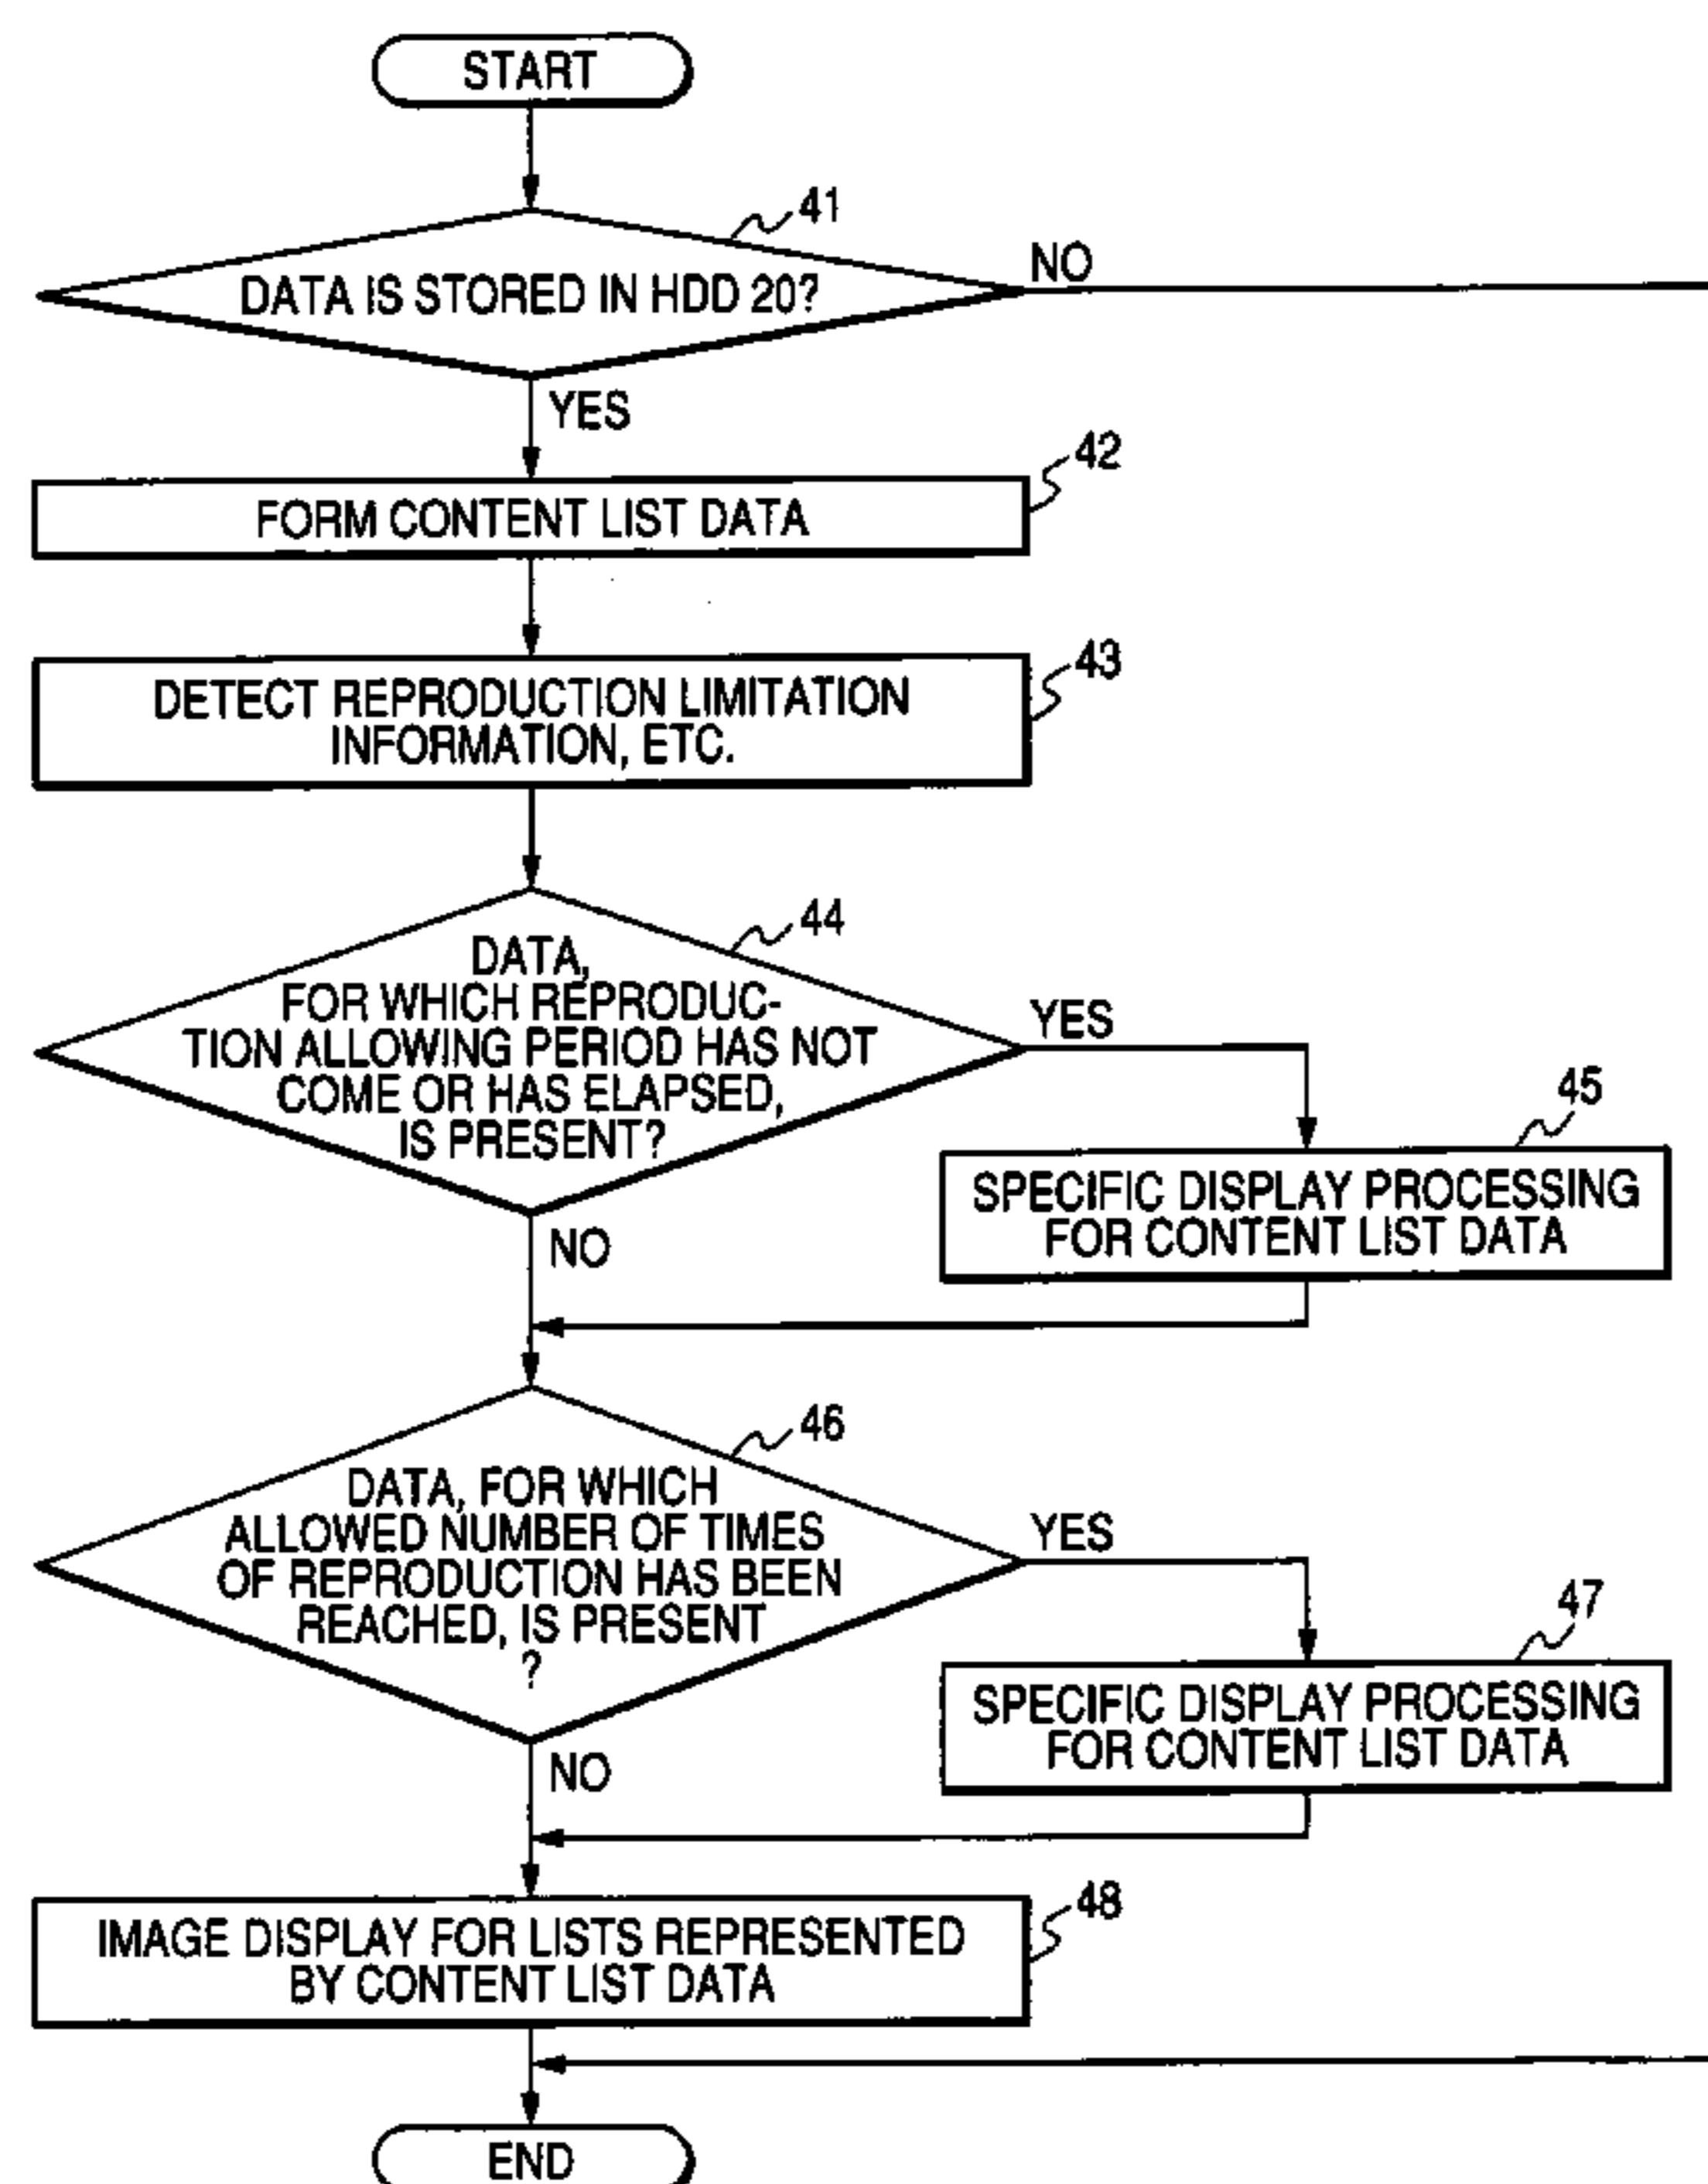 START
41
DATA IS STORED IN HDD 20?
NO
YES
42
FORM CONTENT LIST DATA
43
DETECT REPRODUCTION LIMITATION
INFORMATION, ETC.
44
DATA,
FOR WHICH REPRODUC-
TION ALLOWING PERIOD HAS NOT
COME OR HAS ELAPSED,
IS PRESENT?
YES
45
SPECIFIC DISPLAY PROCESSING
FOR CONTENT LIST DATA
NO
46
DATA, FOR WHICH
ALLOWED NUMBER OF TIMES
OF REPRODUCTION HAS BEEN
REACHED, IS PRESENT
?
YES
47
SPECIFIC DISPLAY PROCESSING
FOR CONTENT LIST DATA
NO
48
IMAGE DISPLAY FOR LISTS REPRESENTED
BY CONTENT LIST DATA
END